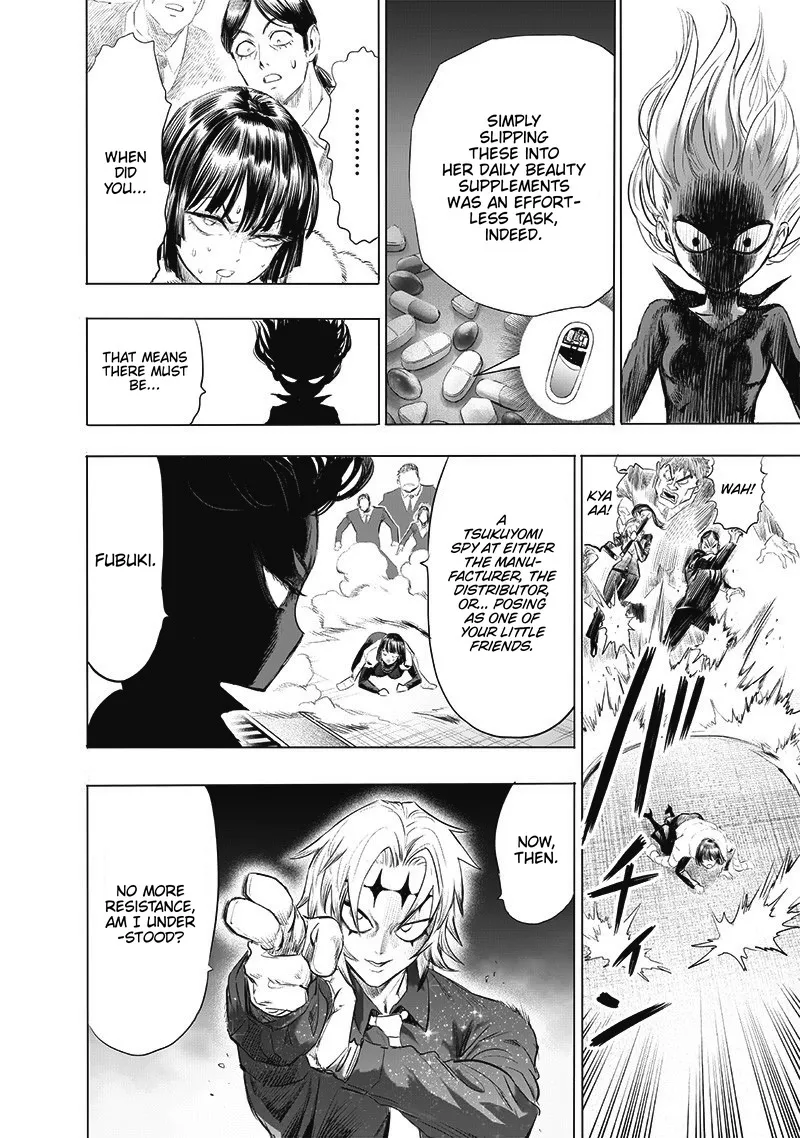 SIMPLY
SLIPPING
THESE INTO
HER DAILY BEAUTY
SUPPLEMENTS
WAS AN EFFORT-
LESS TASK,
INDEED.
.........
WHEN
DID
YOU...
THAT MEANS
THERE MUST
BE...
WAH!
KYA
AA!
A
TSUKUYOMI
SPY AT EITHER
THE MANU-
FACTURER, THE
DISTRIBUTOR,
OR... POSING
AS ONE OF
YOUR LITTLE
FRIENDS.
FUBUKI.
NOW,
THEN.
NO MORE
RESISTANCE,
AM I UNDER
-STOOD?